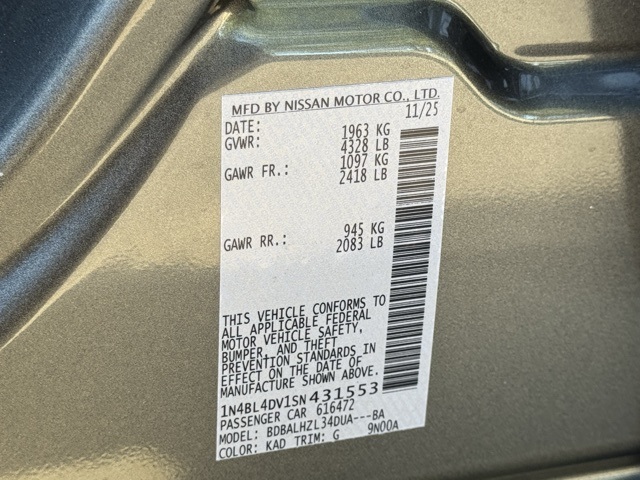 MFD BY NISSAN MOTOR CO., LTD.
DATE: 11/25
GVWR: 1963 KG
4328 LB
GAWR FR.: 1097 KG
2418 LB
GAWR RR.: 945 KG
2083 LB
THIS VEHICLE CONFORMS TO
ALL APPLICABLE FEDERAL
MOTOR VEHICLE SAFETY,
BUMPER, AND THEFT
PREVENTION STANDARDS IN
EFFECT ON THE DATE OF
MANUFACTURE SHOWN ABOVE.
1N4BL4DV1SN431553
PASSENGER CAR 616472
MODEL: BDBALHZL34DUA---BA
COLOR: KAD TRIM: G 9N00A